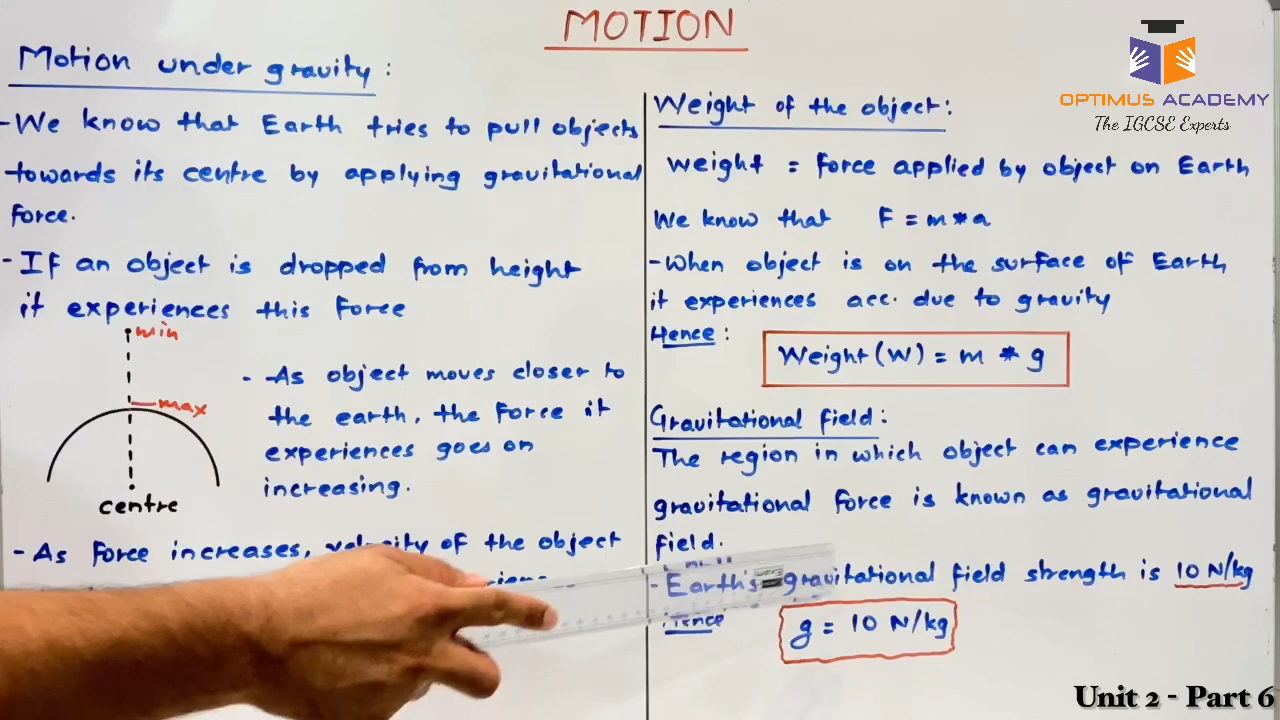 MOTION
Motion under gravity:
- We know that Earth tries to pull objects
towards its centre by applying gravitational
force.
- If an object is dropped from height
it experiences this force
min
max
centre
- As object moves closer to
the earth, the force it
experiences goes on
increasing.
- As force increases, velocity of the object
Weight of the object:
Weight = force applied by object on Earth
We know that F = m * a
- When object is on the surface of Earth
it experiences acc. due to gravity
Hence:
Weight (W) = m * g
Gravitational field:
The region in which object can experience
gravitational force is known as gravitational
field.
- Earth's gravitational field strength is 10 N/kg
Hence
g = 10 N/kg
OPTIMUS ACADEMY
The IGCSE Experts
Unit 2 - Part 6